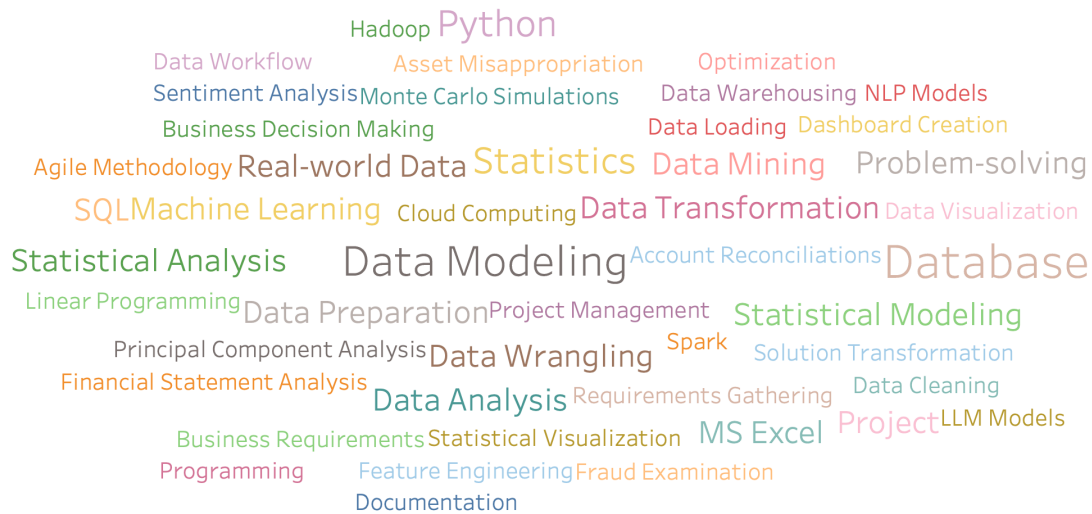 Hadoop Python
Data Workflow Asset Misappropriation Optimization
Sentiment Analysis Monte Carlo Simulations Data Warehousing NLP Models
Business Decision Making Data Loading Dashboard Creation
Agile Methodology Real-world Data Statistics Data Mining Problem-solving
SQL Machine Learning Cloud Computing Data Transformation Data Visualization
Statistical Analysis Data Modeling Account Reconciliations Database
Linear Programming Data Preparation Project Management Statistical Modeling
Principal Component Analysis Data Wrangling Spark Solution Transformation
Financial Statement Analysis Data Analysis Requirements Gathering Data Cleaning
Business Requirements Statistical Visualization MS Excel Project LLM Models
Programming Feature Engineering Fraud Examination
Documentation